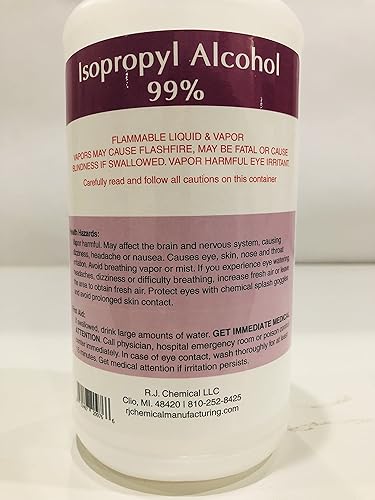 Isopropyl Alcohol
99%
FLAMMABLE LIQUID & VAPOR
VAPORS MAY CAUSE FLASHFIRE, MAY BE FATAL OR CAUSE
BLINDNESS IF SWALLOWED. VAPOR HARMFUL EYE IRRITANT.
Carefully read and follow all cautions on this container
Health Hazards:
Vapor harmful. May affect the brain and nervous system, causing
dizziness, headache or nausea. Causes eye, skin, nose and throat
irritation. Avoid breathing vapor or mist. If you experience eye watering,
headaches, dizziness or difficulty breathing, increase fresh air or leave
the area to obtain fresh air. Protect eyes with chemical splash goggles
and avoid prolonged skin contact.
First Aid:
If swallowed, drink large amounts of water. GET IMMEDIATE MEDICAL
ATTENTION. Call physician, hospital emergency room or poison control
center immediately. In case of eye contact, wash thoroughly for at least
minutes. Get medical attention if irritation persists.
R.J. Chemical LLC
Clio, MI. 48420 | 810-252-8425
rjchemicalmanufacturing.com